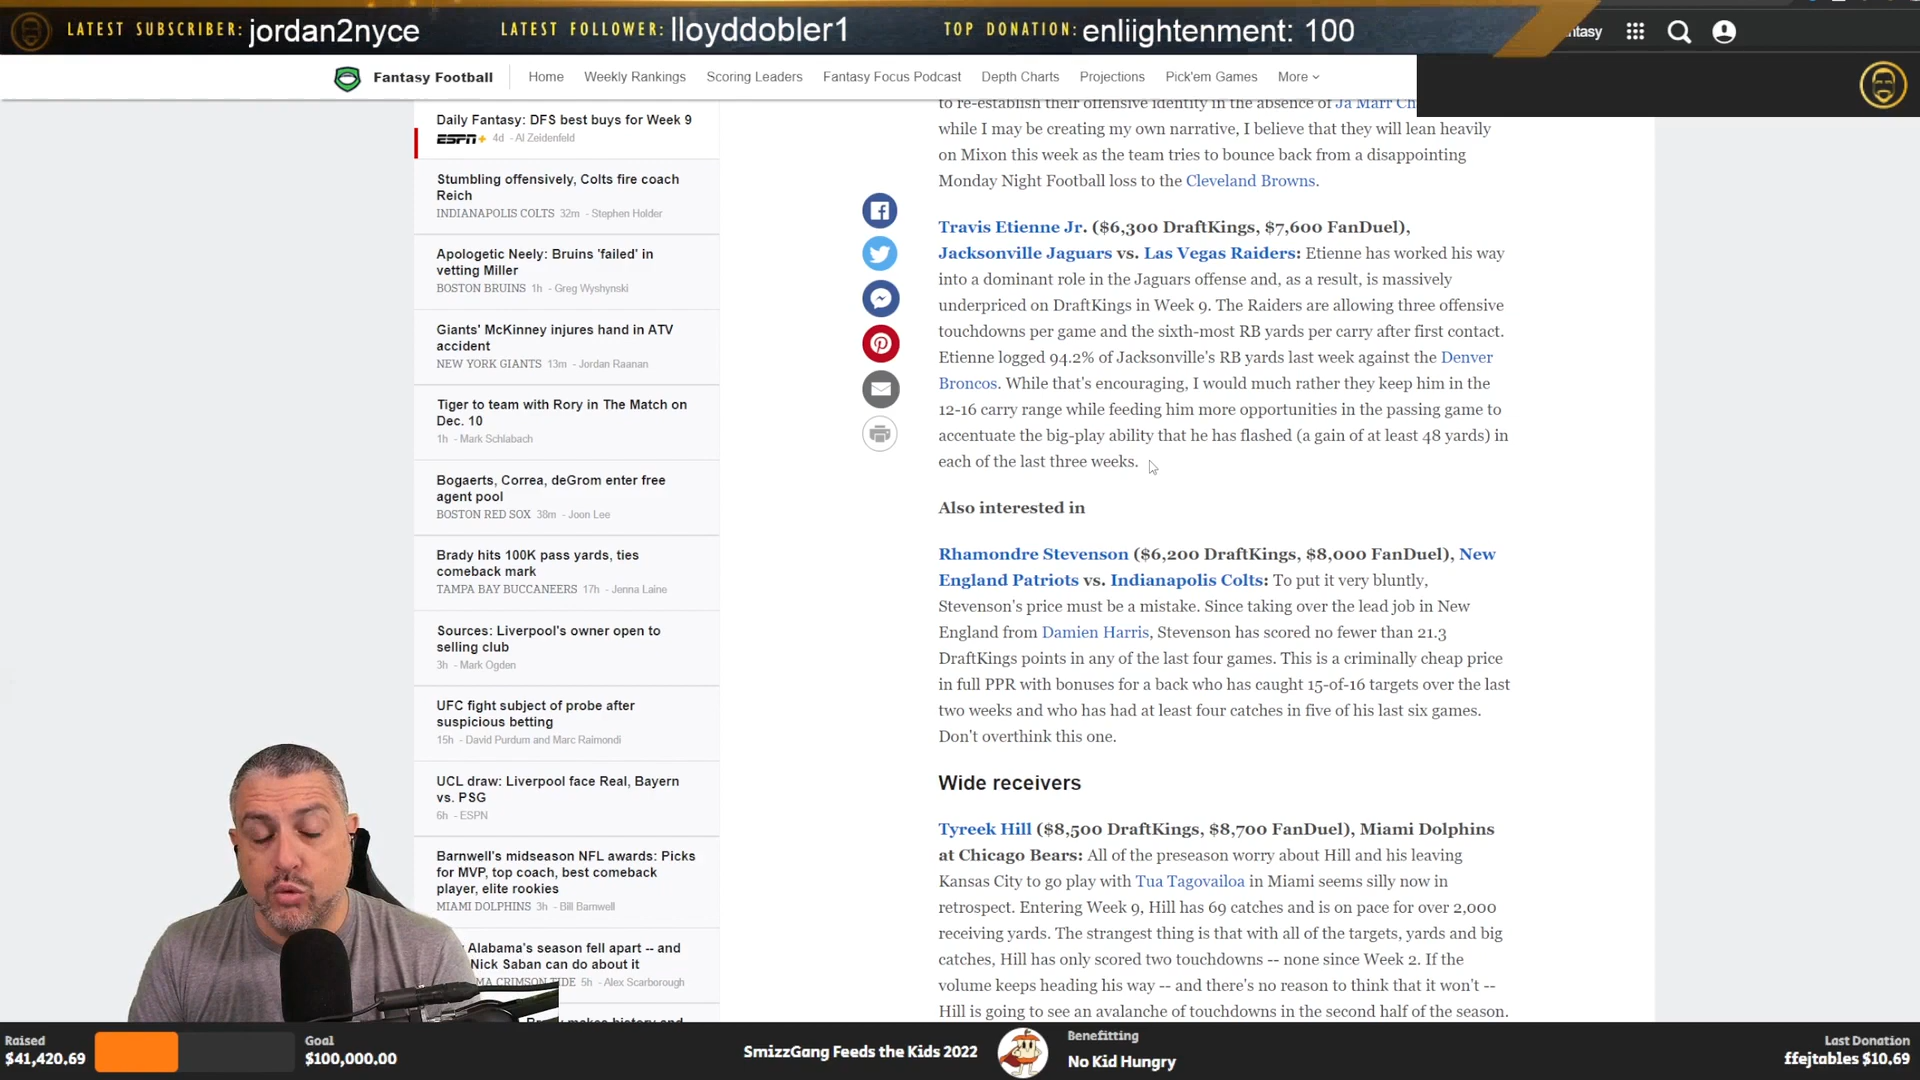 LATEST SUBSCRIBER: jordan2nyce
LATEST FOLLOWER: lloyddobler1
TOP DONATION: enliightenment: 100
ntasy
Fantasy Football
Home Weekly Rankings Scoring Leaders Fantasy Focus Podcast Depth Charts Projections Pick'em Games More
Daily Fantasy: DFS best buys for Week 9
ESPN+ 4d - Al Zeidenfeld
Stumbling offensively, Colts fire coach
Reich
INDIANAPOLIS COLTS 32m - Stephen Holder
Apologetic Neely: Bruins 'failed' in
vetting Miller
BOSTON BRUINS 1h - Greg Wyshynski
Giants' McKinney injures hand in ATV
accident
NEW YORK GIANTS 13m - Jordan Raanan
Tiger to team with Rory in The Match on
Dec. 10
1h - Mark Schlabach
Bogaerts, Correa, deGrom enter free
agent pool
BOSTON RED SOX 38m - Joon Lee
Brady hits 100K pass yards, ties
comeback mark
TAMPA BAY BUCCANEERS 17h - Jenna Laine
Sources: Liverpool's owner open to
selling club
3h - Mark Ogden
UFC fight subject of probe after
suspicious betting
15h - David Purdum and Marc Raimondi
UCL draw: Liverpool face Real, Bayern
vs. PSG
6h - ESPN
Barnwell's midseason NFL awards: Picks
for MVP, top coach, best comeback
player, elite rookies
MIAMI DOLPHINS 3h - Bill Barnwell
Alabama's season fell apart -- and
Nick Saban can do about it
MA CRIMSON TIDE 5h - Alex Scarborough
to re-establish their offensive identity in the absence of Ja'Marr Ch
while I may be creating my own narrative, I believe that they will lean heavily
on Mixon this week as the team tries to bounce back from a disappointing
Monday Night Football loss to the Cleveland Browns.
Travis Etienne Jr. ($6,300 DraftKings, $7,600 FanDuel),
Jacksonville Jaguars vs. Las Vegas Raiders: Etienne has worked his way
into a dominant role in the Jaguars offense and, as a result, is massively
underpriced on DraftKings in Week 9. The Raiders are allowing three offensive
touchdowns per game and the sixth-most RB yards per carry after first contact.
Etienne logged 94.2% of Jacksonville's RB yards last week against the Denver
Broncos. While that's encouraging, I would much rather they keep him in the
12-16 carry range while feeding him more opportunities in the passing game to
accentuate the big-play ability that he has flashed (a gain of at least 48 yards) in
each of the last three weeks.
Also interested in
Rhamondre Stevenson ($6,200 DraftKings, $8,000 FanDuel), New
England Patriots vs. Indianapolis Colts: To put it very bluntly,
Stevenson's price must be a mistake. Since taking over the lead job in New
England from Damien Harris, Stevenson has scored no fewer than 21.3
DraftKings points in any of the last four games. This is a criminally cheap price
in full PPR with bonuses for a back who has caught 15-of-16 targets over the last
two weeks and who has had at least four catches in five of his last six games.
Don't overthink this one.
Wide receivers
Tyreek Hill ($8,500 DraftKings, $8,700 FanDuel), Miami Dolphins
at Chicago Bears: All of the preseason worry about Hill and his leaving
Kansas City to go play with Tua Tagovailoa in Miami seems silly now in
retrospect. Entering Week 9, Hill has 69 catches and is on pace for over 2,000
receiving yards. The strangest thing is that with all of the targets, yards and big
catches, Hill has only scored two touchdowns -- none since Week 2. If the
volume keeps heading his way -- and there's no reason to think that it won't --
Hill is going to see an avalanche of touchdowns in the second half of the season.
Raised
$41,420.69
Goal
$100,000.00
SmizzGang Feeds the Kids 2022
Benefitting
No Kid Hungry
Last Donation
ffejtables $10.69